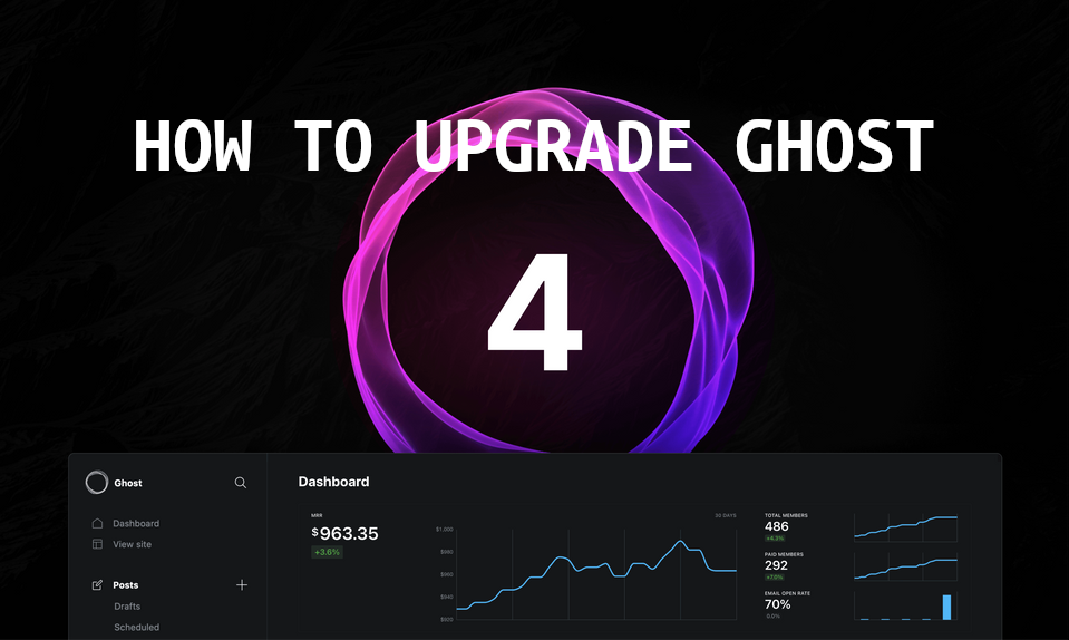 HOW TO UPGRADE GHOST
4
Ghost
Dashboard
View site
Posts
Drafts
Scheduled
Dashboard
MRR
$963.35
+3.6%
30 DAYS
$1,000
$980
$960
$940
$920
TOTAL MEMBERS
486
+4.3%
PAID MEMBERS
292
+7.5%
EMAIL OPEN RATE
70%
0.0%